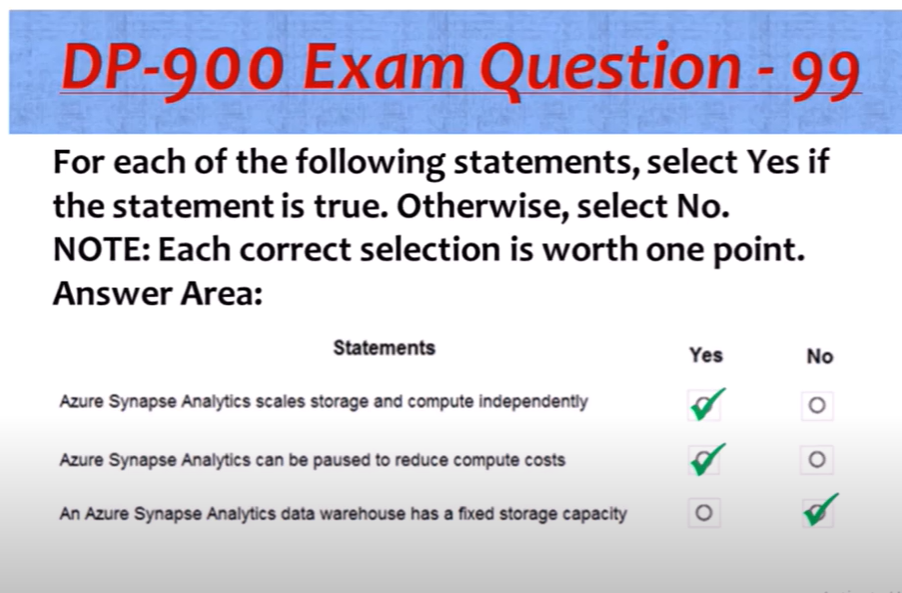 DP-900 Exam Question - 99
For each of the following statements, select Yes if
the statement is true. Otherwise, select No.
NOTE: Each correct selection is worth one point.
Answer Area:
Statements Yes No
Azure Synapse Analytics scales storage and compute independently
Azure Synapse Analytics can be paused to reduce compute costs
An Azure Synapse Analytics data warehouse has a fixed storage capacity